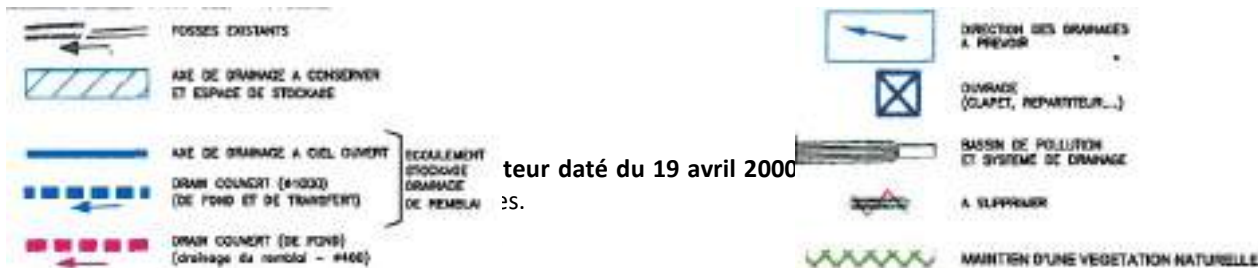 FOSSES EXISTANTS
AXE DE DRAINAGE A CONSERVER
ET ESPACE DE STOCKAGE
AXE DE DRAINAGE A CIEL OUVERT
DRAIN COUVERT (ø1000)
(DE FOND ET DE TRANSFERT)
DRAIN COUVERT (DE FOND)
(drainage du remblai - ø400)
ECOULEMENT
STOCKAGE
DRAINAGE
DE REMBLAI
teur daté du 19 avril 2000
es.
DIRECTION DES DRAINAGES
A PREVOIR
OUVRAGE
(CLAPET, REPARTITEUR...)
BASSIN DE POLLUTION
ET SYSTEME DE DRAINAGE
A SUPPRIMER
MAINTIEN D'UNE VEGETATION NATURELLE